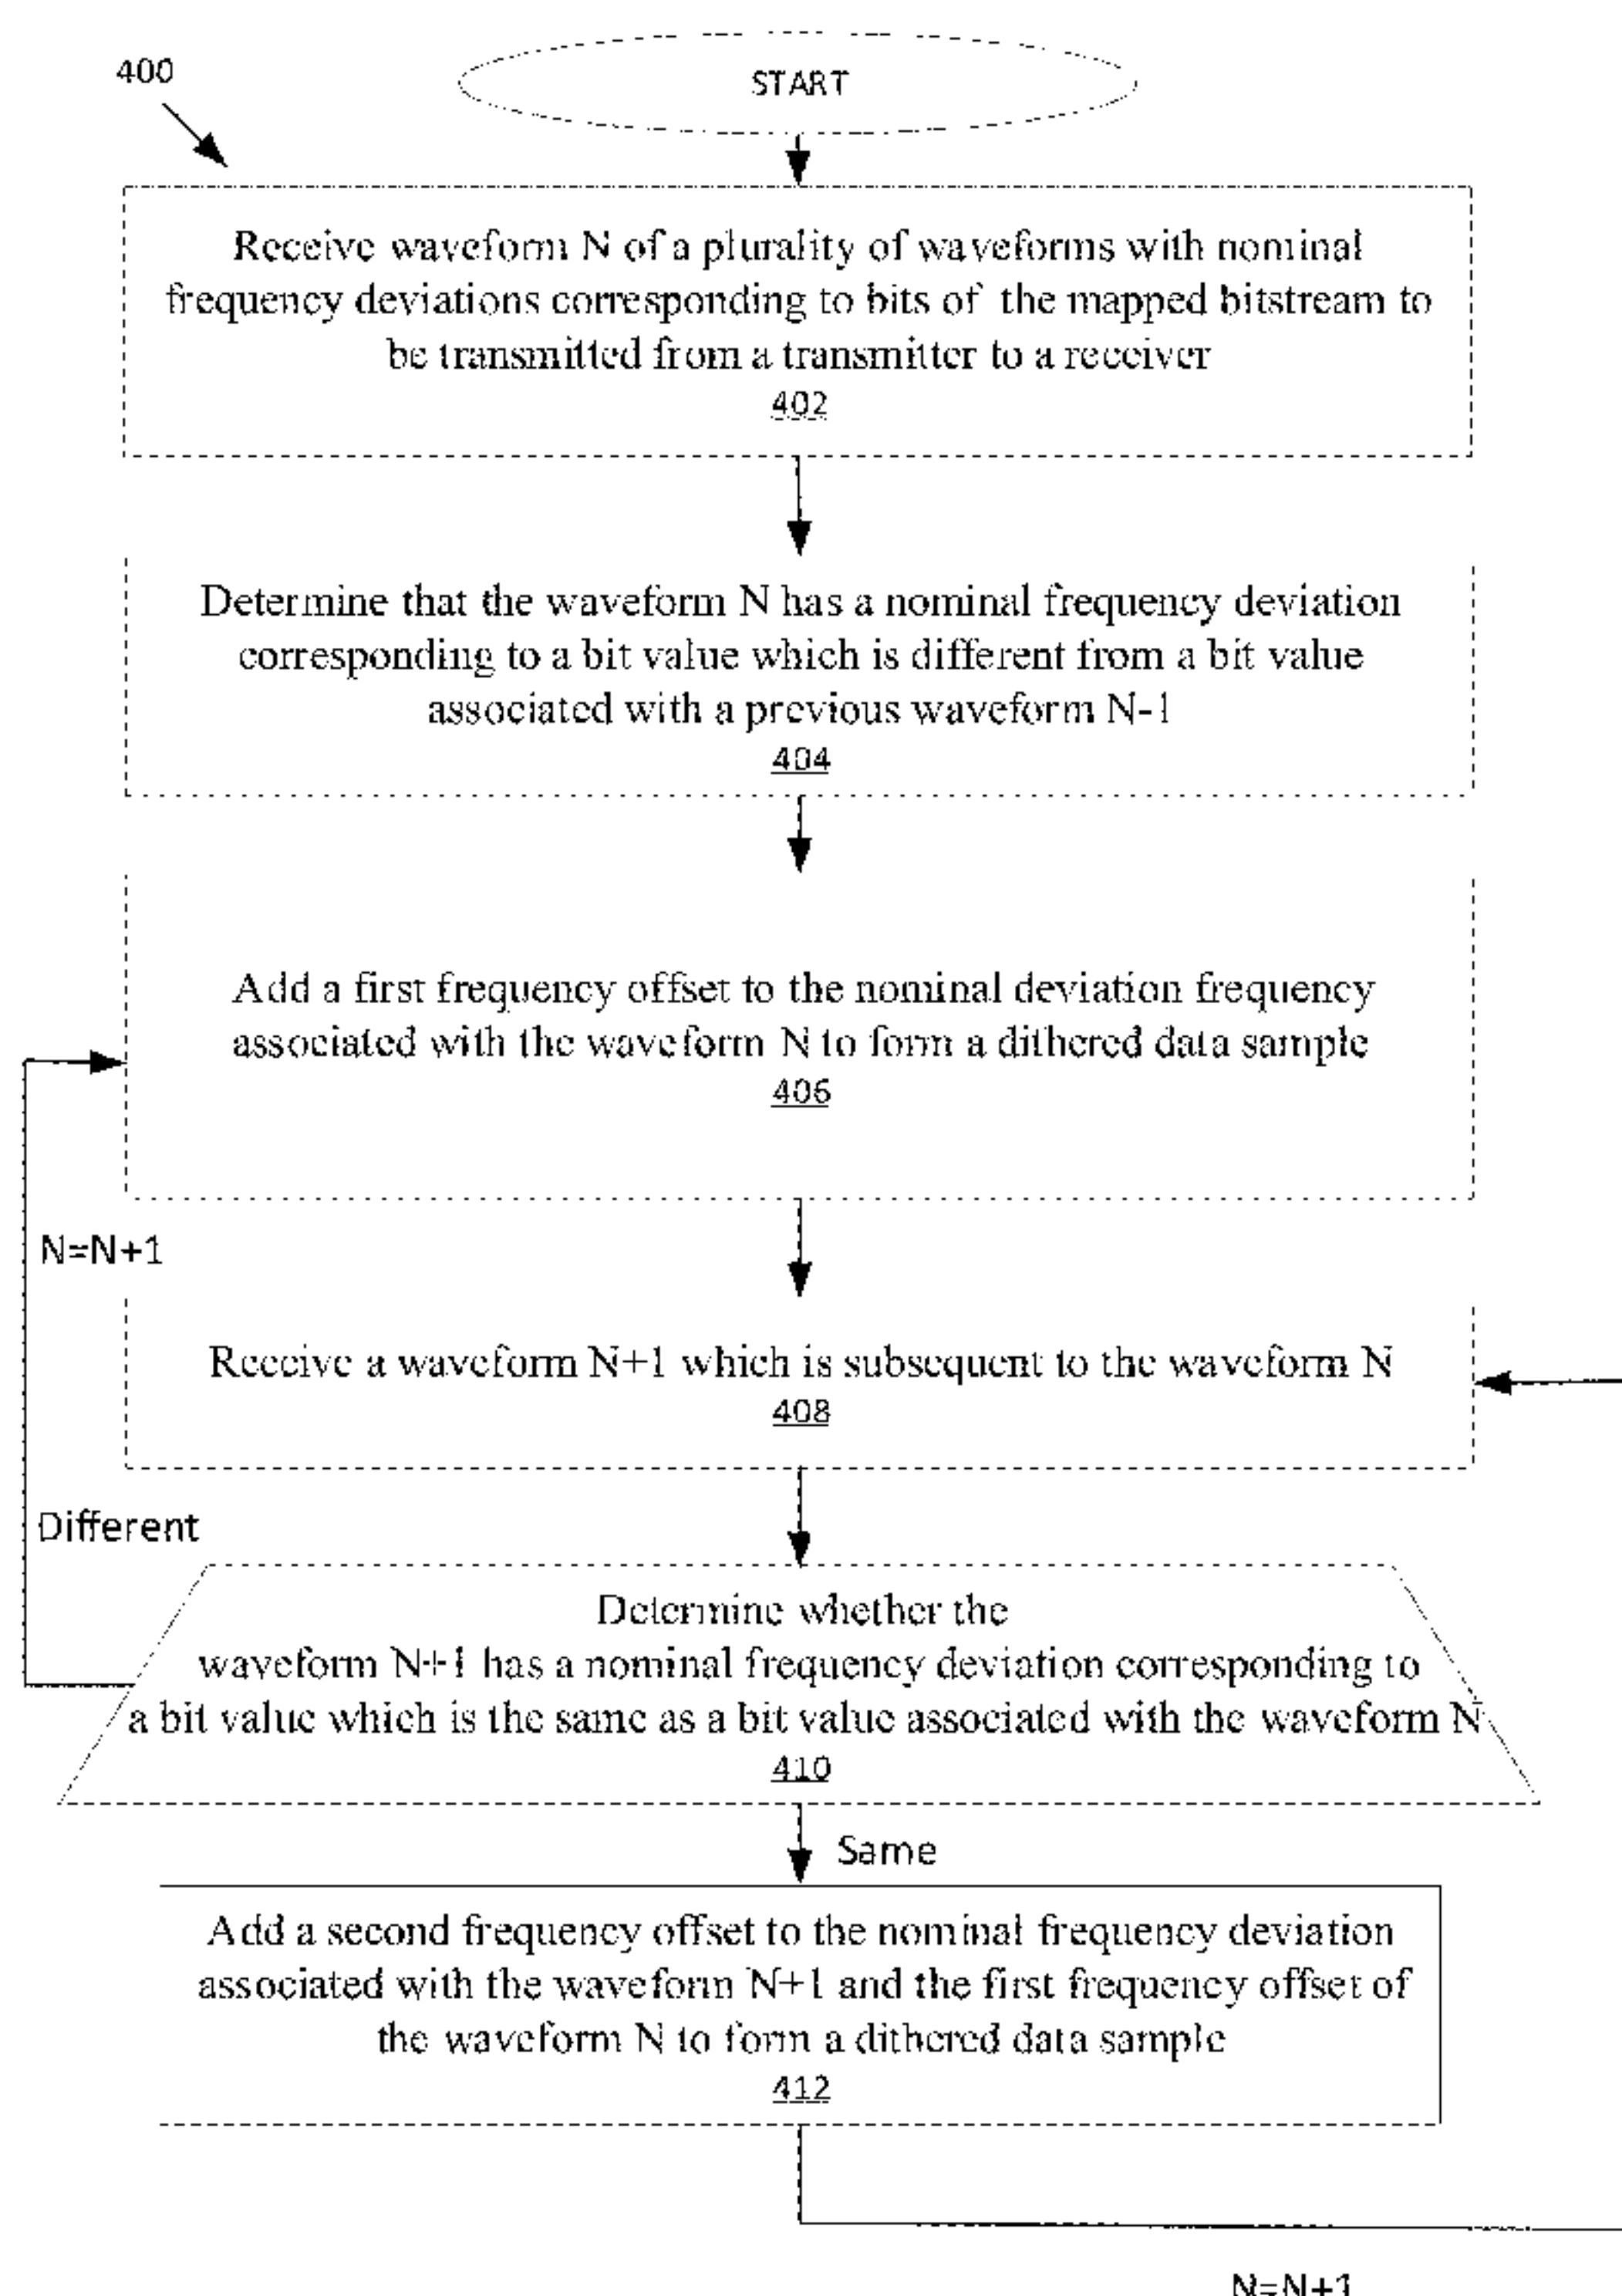 400
START
Receive waveform N of a plurality of waveforms with nominal
frequency deviations corresponding to bits of the mapped bitstream to
be transmitted from a transmitter to a receiver
402
Determine that the waveform N has a nominal frequency deviation
corresponding to a bit value which is different from a bit value
associated with a previous waveform N-1
404
Add a first frequency offset to the nominal deviation frequency
associated with the waveform N to form a dithered data sample
406
N=N+1
Receive a waveform N+1 which is subsequent to the waveform N
408
Different
Determine whether the
waveform N+1 has a nominal frequency deviation corresponding to
a bit value which is the same as a bit value associated with the waveform N
410
Same
Add a second frequency offset to the nominal frequency deviation
associated with the waveform N+1 and the first frequency offset of
the waveform N to form a dithered data sample
412
N=N+1